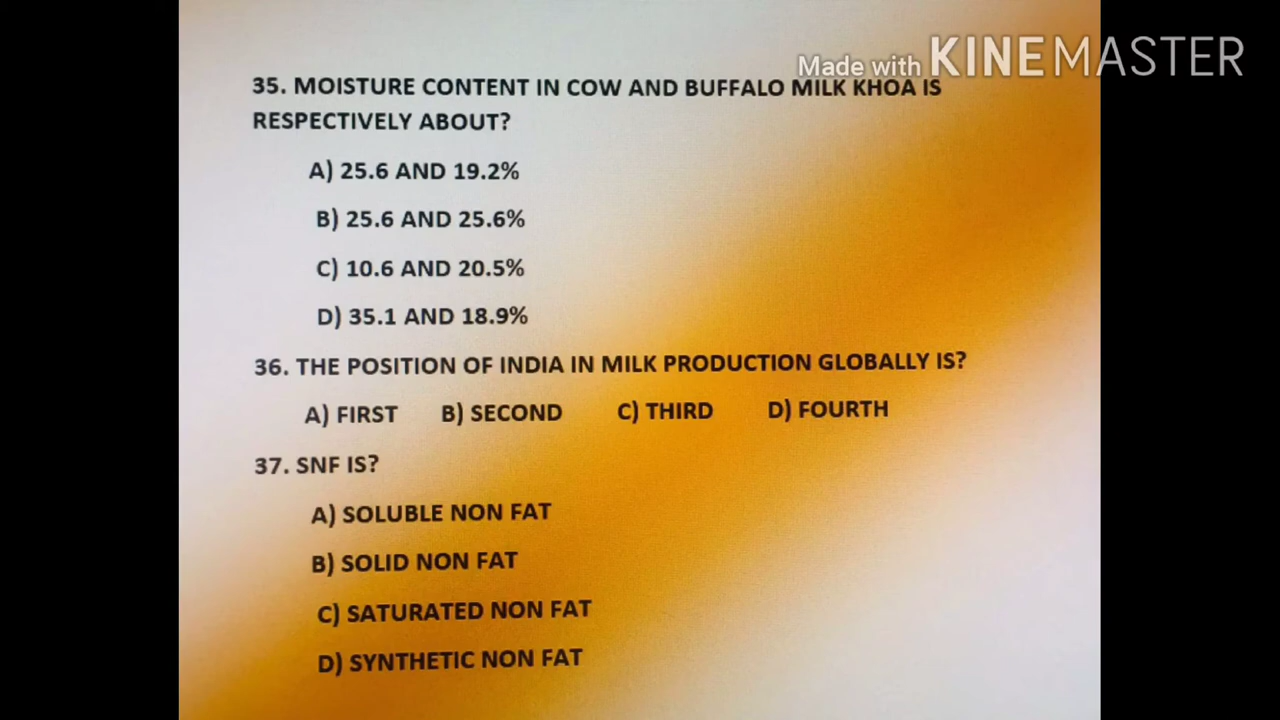 Made with KINEMASTER
35. MOISTURE CONTENT IN COW AND BUFFALO MILK KHOA IS
RESPECTIVELY ABOUT?
A) 25.6 AND 19.2%
B) 25.6 AND 25.6%
C) 10.6 AND 20.5%
D) 35.1 AND 18.9%
36. THE POSITION OF INDIA IN MILK PRODUCTION GLOBALLY IS?
A) FIRST B) SECOND C) THIRD D) FOURTH
37. SNF IS?
A) SOLUBLE NON FAT
B) SOLID NON FAT
C) SATURATED NON FAT
D) SYNTHETIC NON FAT